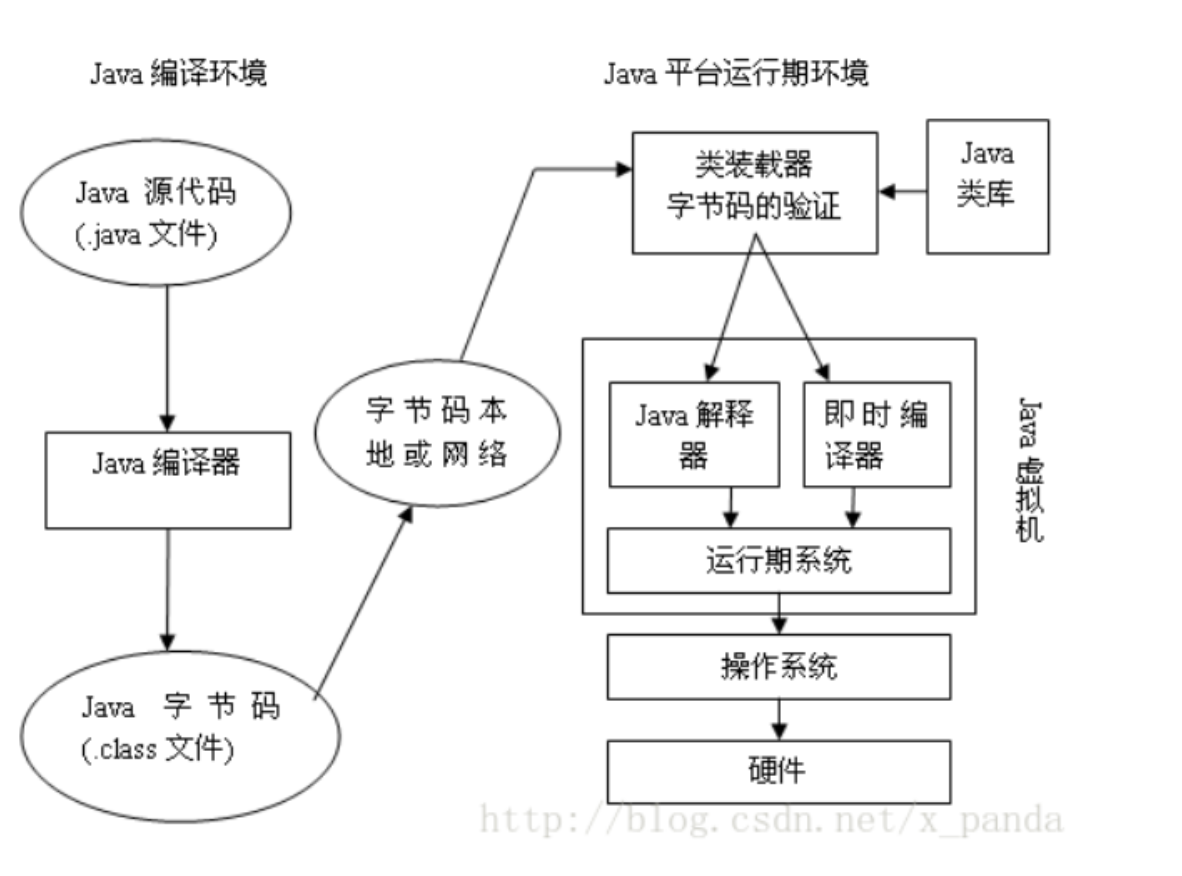 Java 编译环境
Java 平台运行期环境
Java 源代码
(.java 文件)
Java 编译器
Java 字 节 码
(.class 文件)
字 节 码 本
地 或 网 络
类装载器
字节码的验证
Java
类库
Java 解释
器
即 时 编
译器
运行期系统
Java 虚拟机
操作系统
硬件
http://blog.csdn.net/x_panda